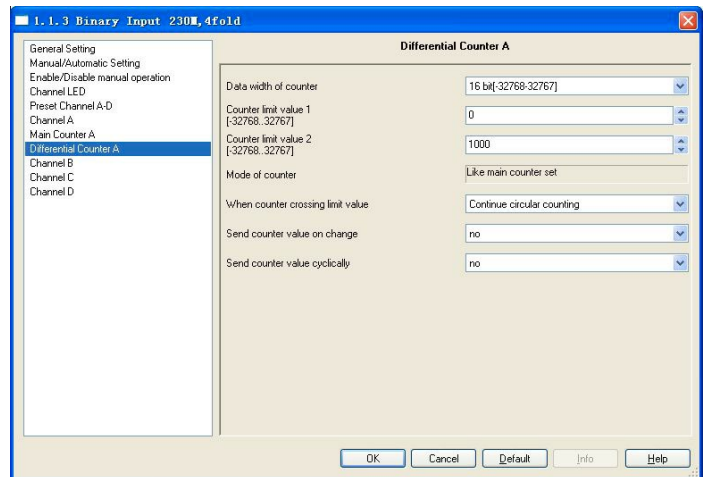 1.1.3 Binary Input 230M,4fold
General Setting
Manual/Automatic Setting
Enable/Disable manual operation
Channel LED
Preset Channel A-D
Channel A
Main Counter A
Differential Counter A
Channel B
Channel C
Channel D
Differential Counter A
Data width of counter
16 bit[-32768-32767]
Counter limit value 1
[-32768..32767]
0
Counter limit value 2
[-32768..32767]
1000
Mode of counter
Like main counter set
When counter crossing limit value
Continue circular counting
Send counter value on change
no
Send counter value cyclically
no
OK
Cancel
Default
Info
Help